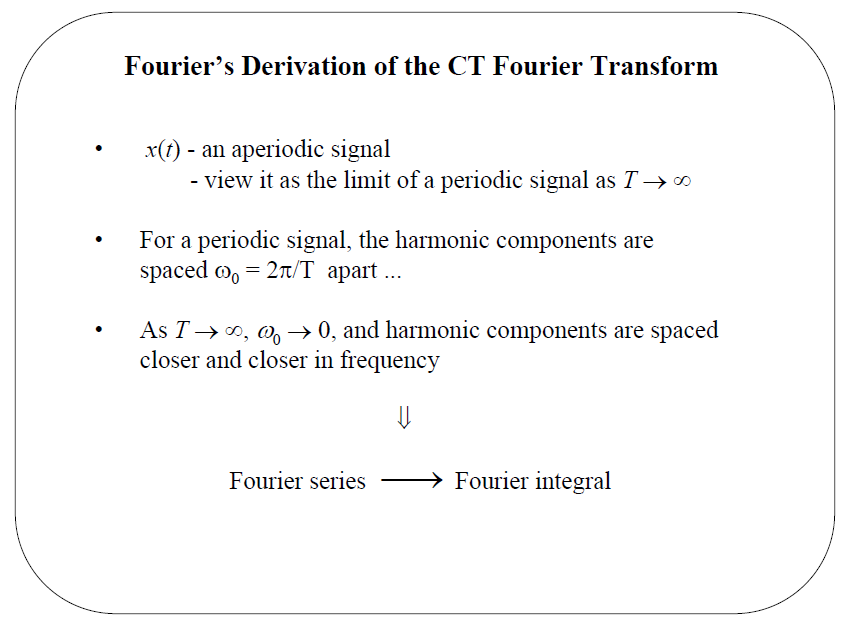 Fourier's Derivation of the CT Fourier Transform
• x(t) - an aperiodic signal
- view it as the limit of a periodic signal as T → ∞
• For a periodic signal, the harmonic components are
spaced ω₀ = 2π/T apart ...
• As T → ∞, ω₀ → 0, and harmonic components are spaced
closer and closer in frequency
⇓
Fourier series ⟶ Fourier integral